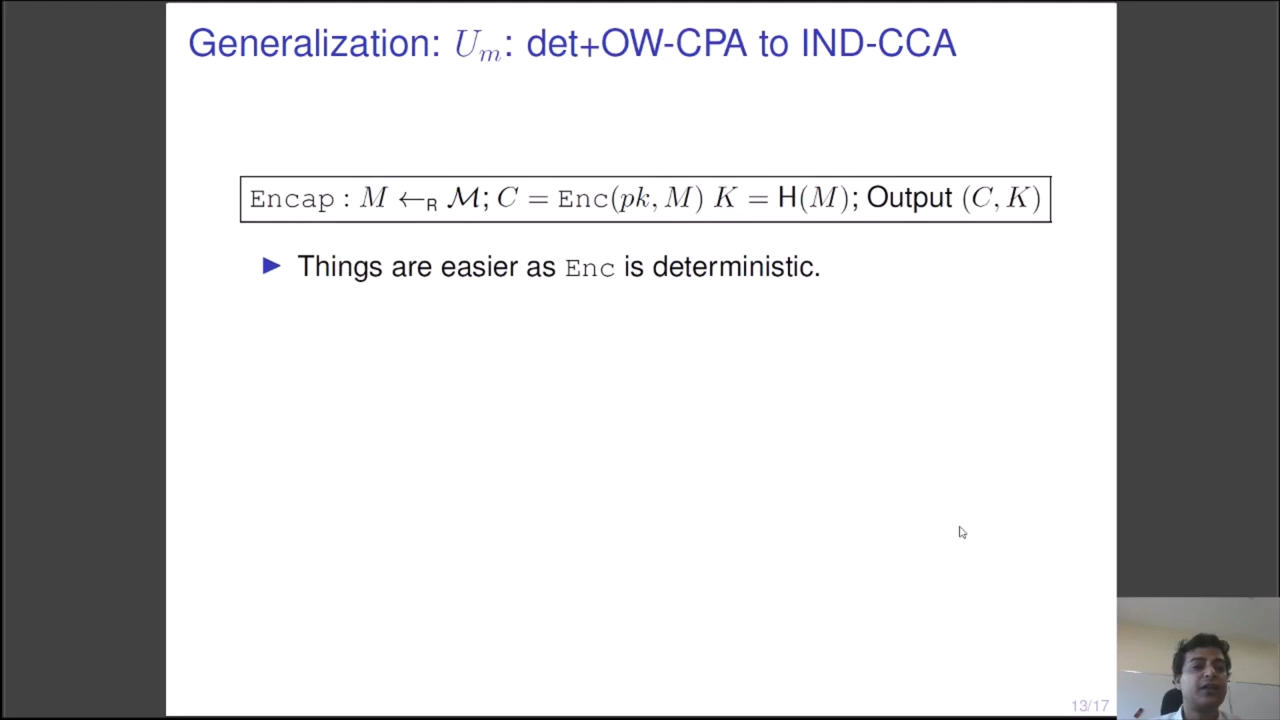 Generalization: U_m: det+OW-CPA to IND-CCA
Encap : M ←_R ℳ; C = Enc(pk, M) K = H(M); Output (C, K)
▶ Things are easier as Enc is deterministic.
13/17